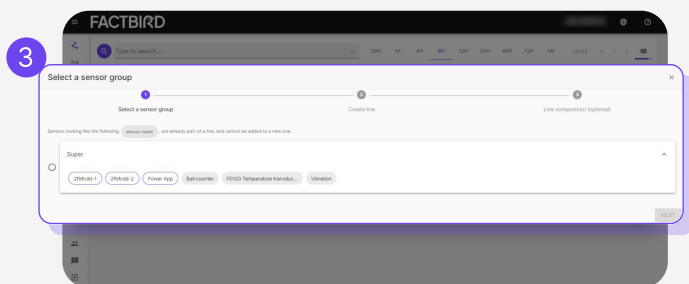 FACTBIRD
Type to search...
30M 1H 4H 8H 12H 24H 48H 72H 1W
3
Select a sensor group
1 2 3
Select a sensor group Create line Line composition (optional)
Sensors looking like the following: sensor name , are already part of a line, and cannot be added to a new one.
Super
2fefcdd-1 2fefcdd-2 Power App Ball counter P0120 Temperature transduc... Vibration
NEXT